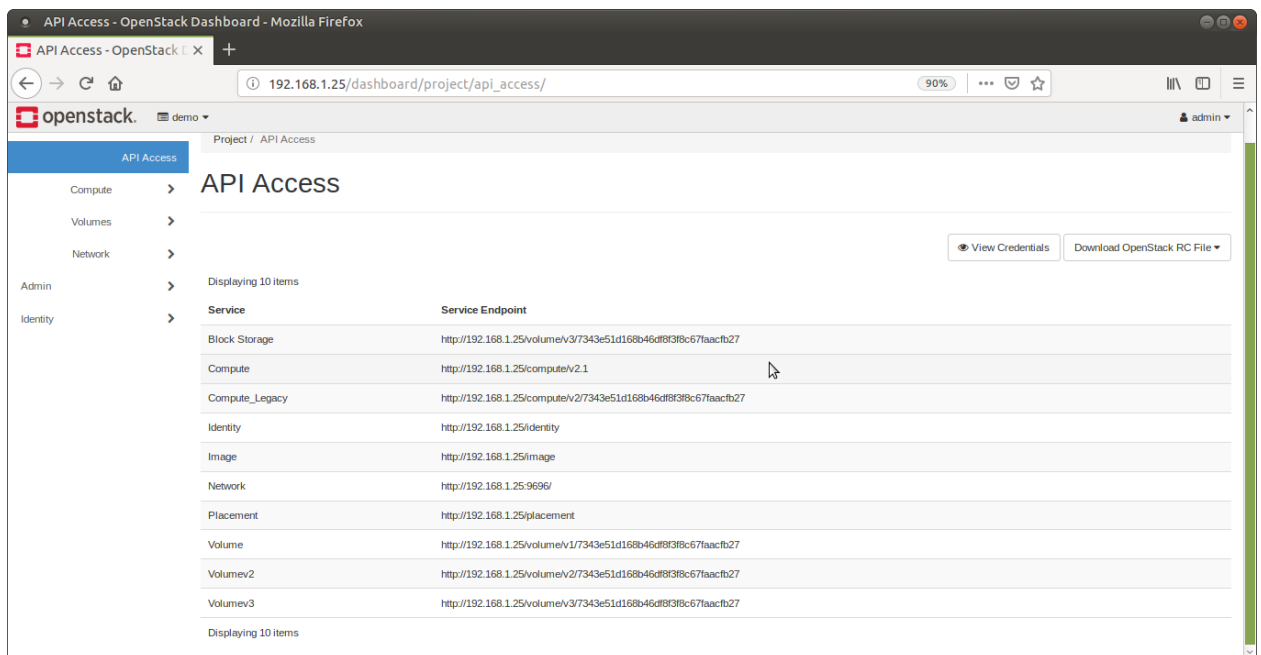 API Access - OpenStack Dashboard - Mozilla Firefox
API Access - OpenStack D
192.168.1.25/dashboard/project/api_access/ 90%
openstack. demo admin
Project / API Access
API Access
Compute
Volumes
Network
Admin
Identity
API Access
View Credentials Download OpenStack RC File
Displaying 10 items
Service Service Endpoint
Block Storage http://192.168.1.25/volume/v3/7343e51d168b46df8f3f8c67faacfb27
Compute http://192.168.1.25/compute/v2.1
Compute_Legacy http://192.168.1.25/compute/v2/7343e51d168b46df8f3f8c67faacfb27
Identity http://192.168.1.25/identity
Image http://192.168.1.25/image
Network http://192.168.1.25:9696/
Placement http://192.168.1.25/placement
Volume http://192.168.1.25/volume/v1/7343e51d168b46df8f3f8c67faacfb27
Volumev2 http://192.168.1.25/volume/v2/7343e51d168b46df8f3f8c67faacfb27
Volumev3 http://192.168.1.25/volume/v3/7343e51d168b46df8f3f8c67faacfb27
Displaying 10 items